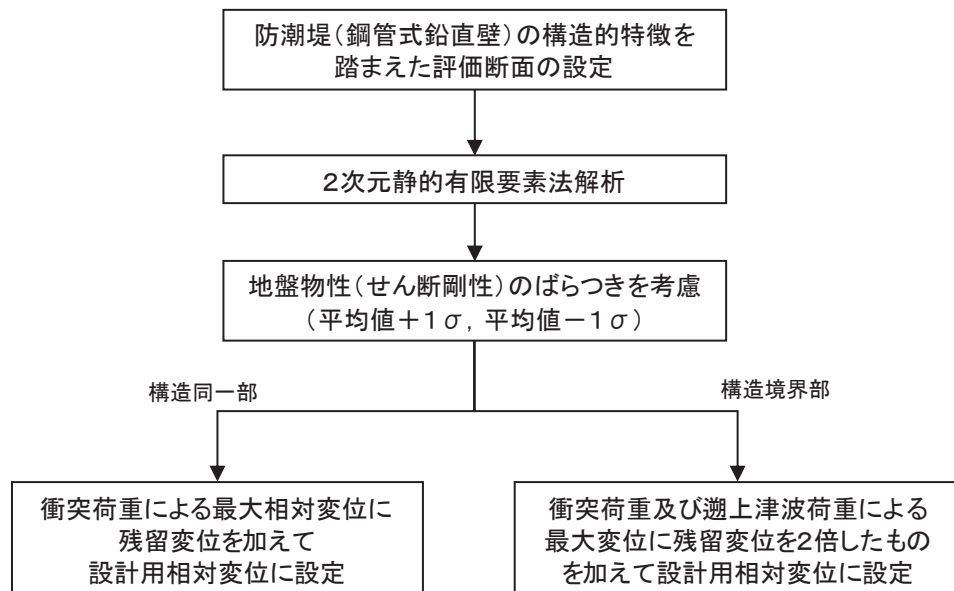 防潮堤（鋼管式鉛直壁）の構造的特徴を
踏まえた評価断面の設定
２次元静的有限要素法解析
地盤物性（せん断剛性）のばらつきを考慮
（平均値＋１σ，平均値－１σ）
構造同一部
構造境界部
衝突荷重による最大相対変位に
残留変位を加えて
設計用相対変位に設定
衝突荷重及び遡上津波荷重による
最大変位に残留変位を2倍したもの
を加えて設計用相対変位に設定